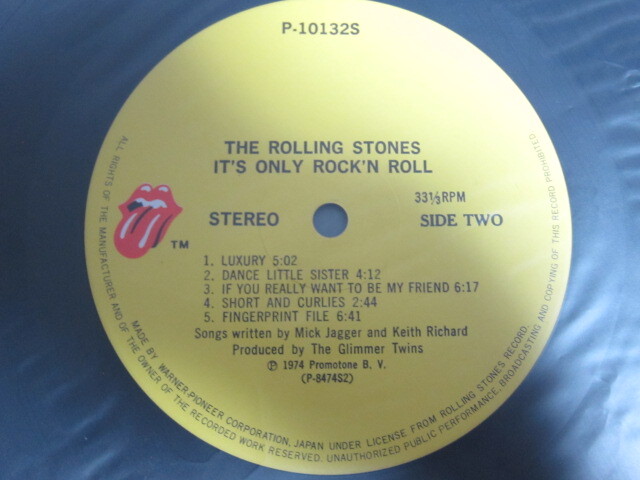 P-10132S
THE ROLLING STONES
IT'S ONLY ROCK'N ROLL
33⅓RPM
STEREO
SIDE TWO
TM
1. LUXURY 5:02
2. DANCE LITTLE SISTER 4:12
3. IF YOU REALLY WANT TO BE MY FRIEND 6:17
4. SHORT AND CURLIES 2:44
5. FINGERPRINT FILE 6:41
Songs written by Mick Jagger and Keith Richard
Produced by The Glimmer Twins
Ⓟ 1974 Promotone B. V.
(P-8474S2)
MADE BY WARNER-PIONEER CORPORATION, JAPAN UNDER LICENSE FROM ROLLING STONES RECORD.
ALL RIGHTS OF THE MANUFACTURER AND OF THE OWNER OF THE RECORDED WORK RESERVED. UNAUTHORIZED PUBLIC PERFORMANCE, BROADCASTING AND COPYING OF THIS RECORD PROHIBITED